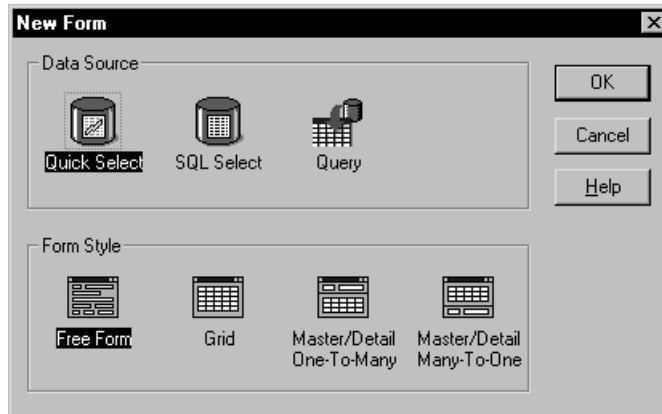 New Form
Data Source
OK
Quick Select
SQL Select
Query
Cancel
Help
Form Style
Free Form
Grid
Master/Detail
One-To-Many
Master/Detail
Many-To-One